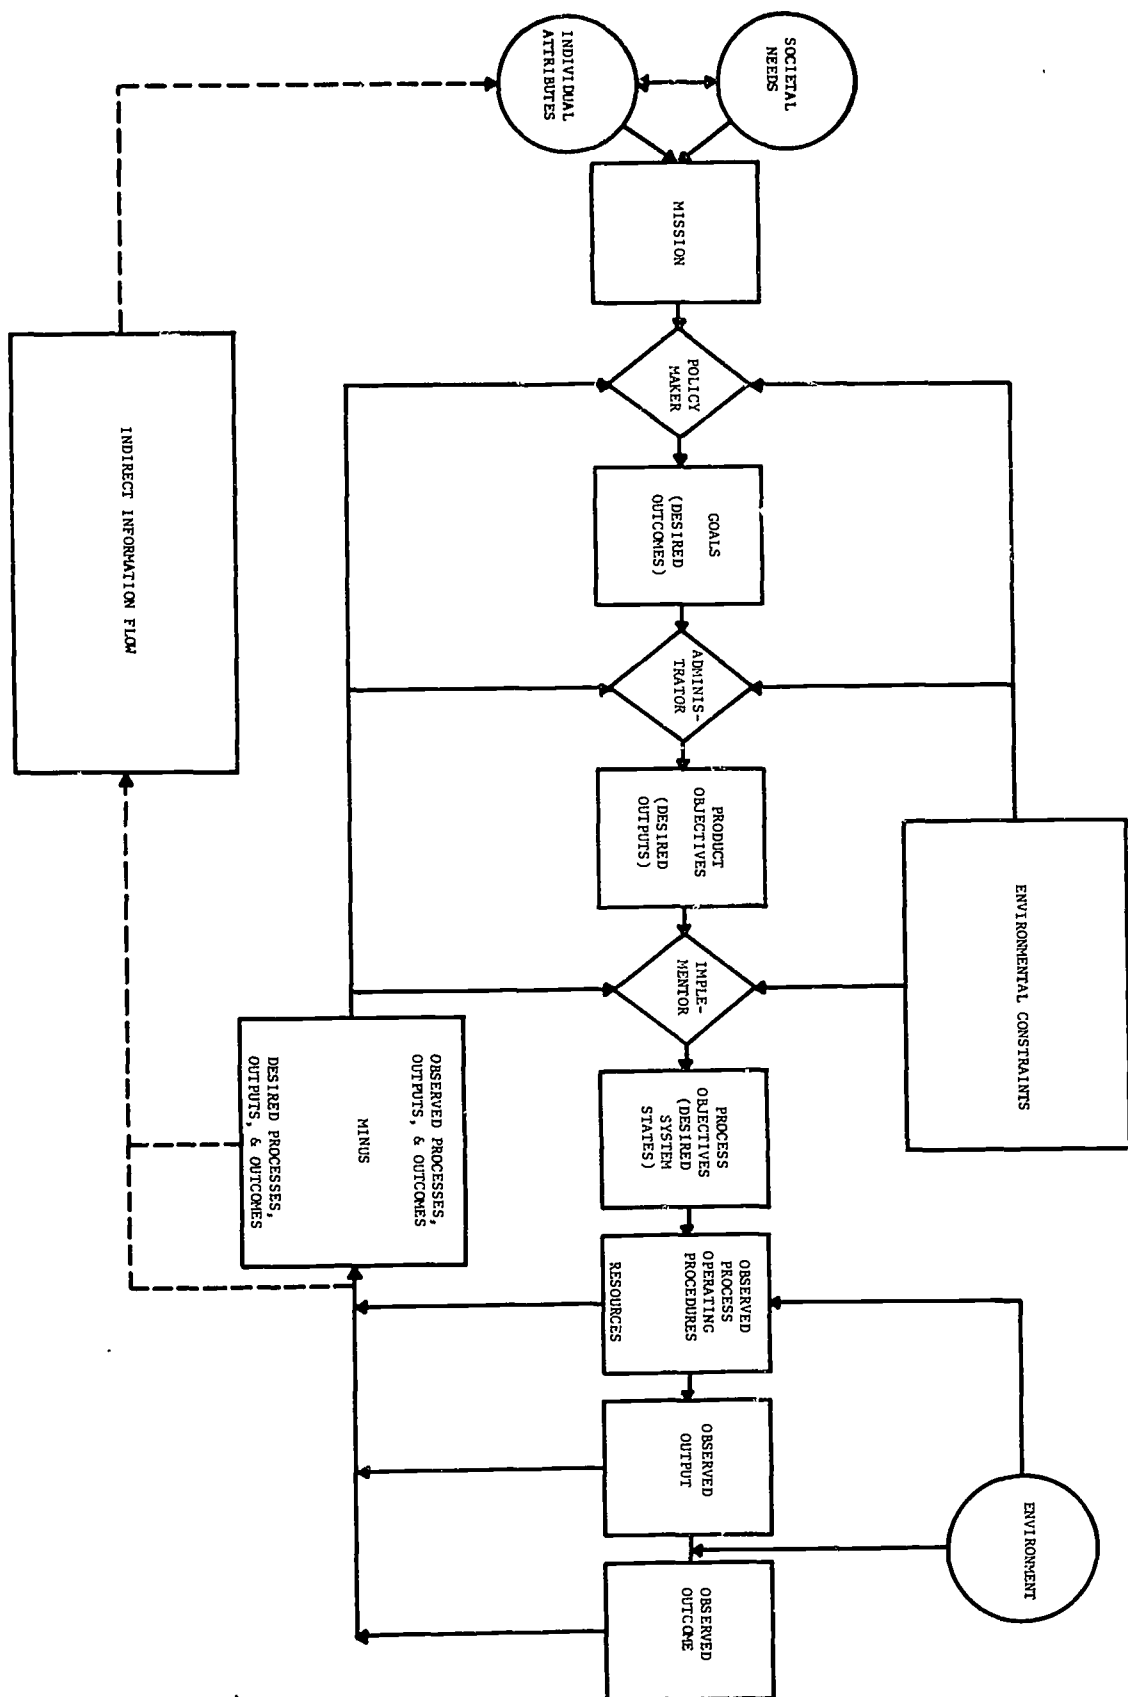 SOCIETAL
NEEDS
INDIVIDUAL
ATTRIBUTES
MISSION
POLICY
MAKER
GOALS
(DESIRED
OUTCOMES)
ADMINIS-
TRATOR
PRODUCT
OBJECTIVES
(DESIRED
OUTPUTS)
IMPLE-
MENTOR
PROCESS
OBJECTIVES
(DESIRED
SYSTEM
STATES)
OBSERVED
PROCESS
OPERATING
PROCEDURES
RESOURCES
OBSERVED
OUTPUT
OBSERVED
OUTCOME
ENVIRONMENTAL CONSTRAINTS
ENVIRONMENT
OBSERVED PROCESSES,
OUTPUTS, & OUTCOMES
MINUS
DESIRED PROCESSES,
OUTPUTS, & OUTCOMES
INDIRECT INFORMATION FLOW